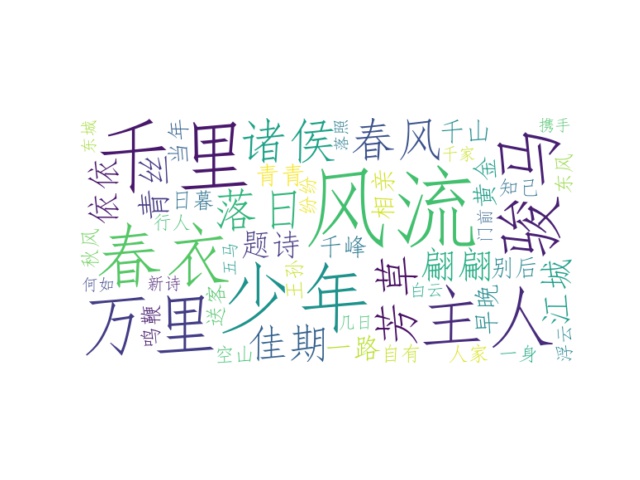 东城
千里
当年
诸侯
落照
春风
千山
千家
携手
骏马
依依
青丝
青青
纷纷
风流
相亲
黄金
知己
东风
日暮
行人
落日
秋风
春衣
题诗
千峰
五马
王孙
芳草
翩翩
门前
别后
江城
高始
新诗
万里
鸣鞭
送客
少年
白云
主人
早晚
佳期
几日
空山
一路
自有
人家
一身
浮云